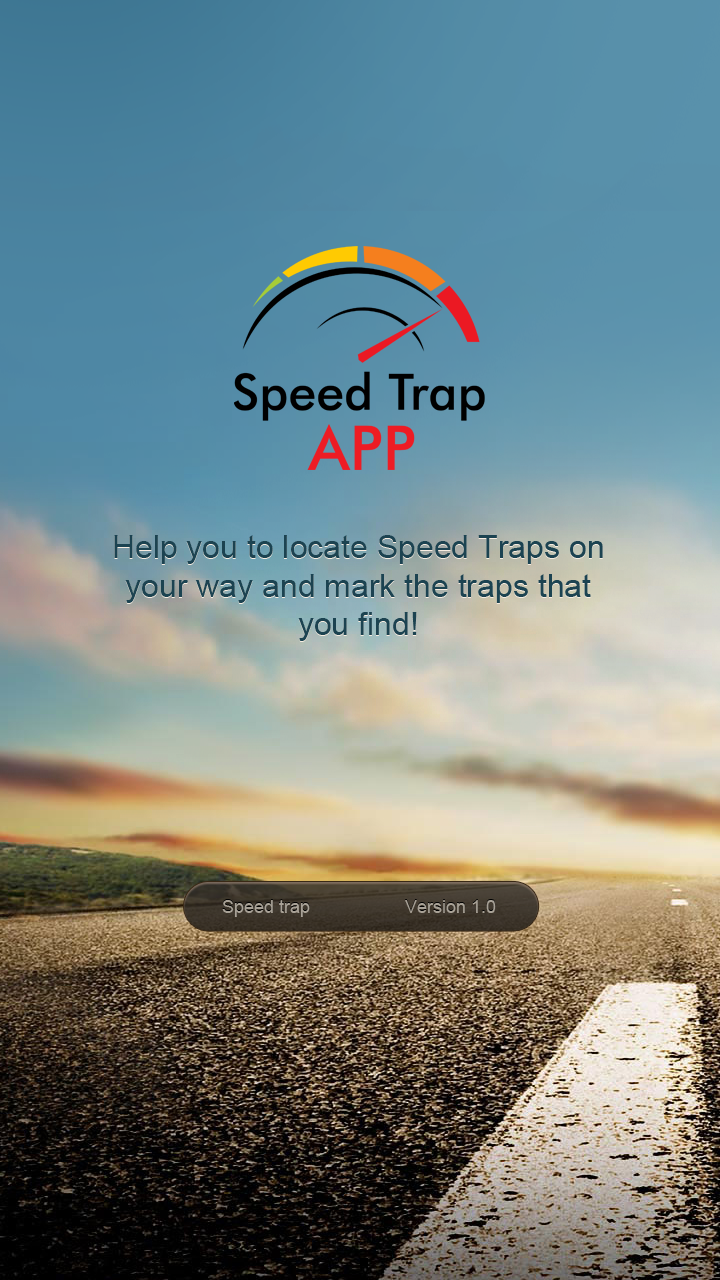 Speed Trap
APP
Help you to locate Speed Traps on
your way and mark the traps that
you find!
Speed trap Version 1.0